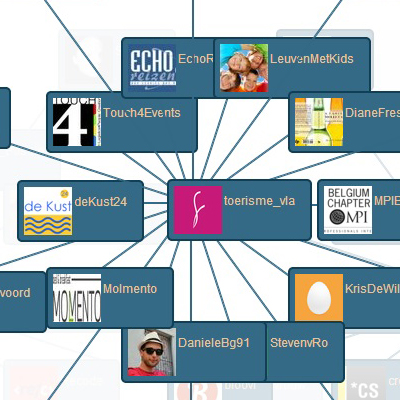 ECHO
reizen
EchoR
LeuvenMetKids
TOUCH
4
Touch4Events
DianeFres
de Kust
deKust24
toerisme_vla
BELGIUM
CHAPTER
MPI
MPIB
voord
MOMENTO
Molmento
KrisDeWil
DanieleBg91
StevenvRo
CS